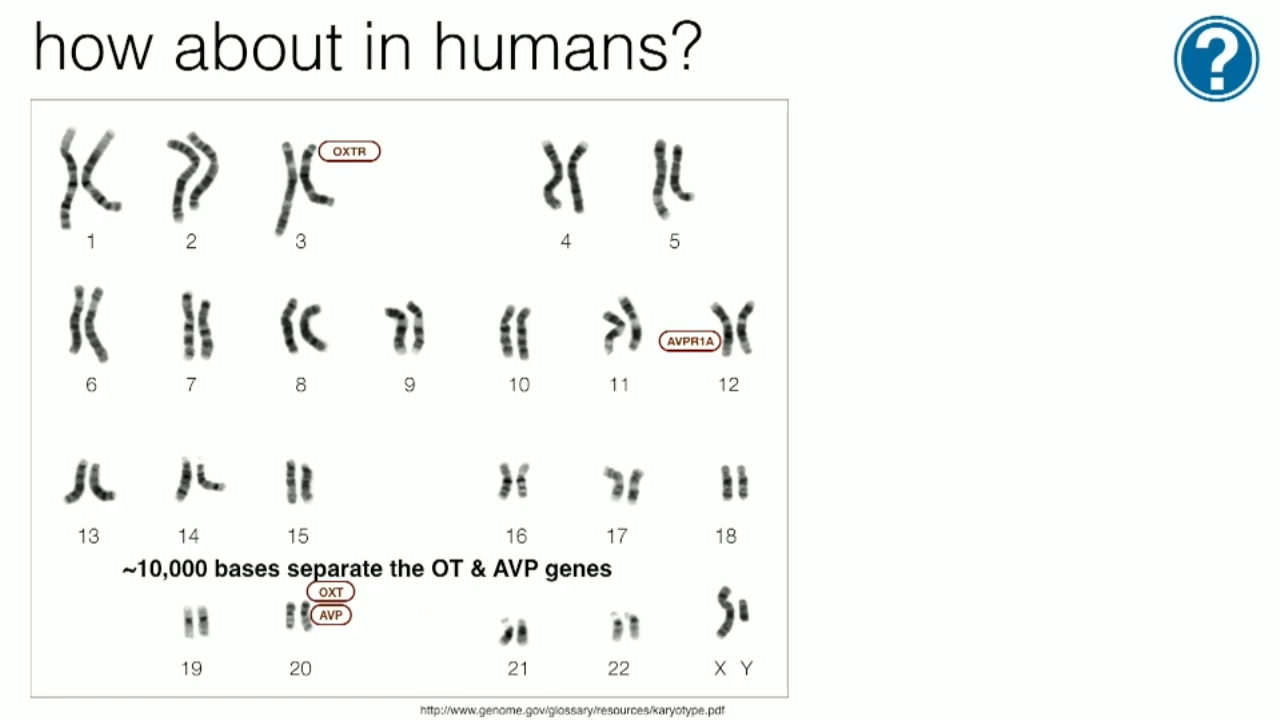 how about in humans?
?
OXTR
1 2 3 4 5
AVPR1A
6 7 8 9 10 11 12
13 14 15 16 17 18
~10,000 bases separate the OT & AVP genes
OXT
AVP
19 20 21 22 X Y
http://www.genome.gov/glossary/resources/karyotype.pdf